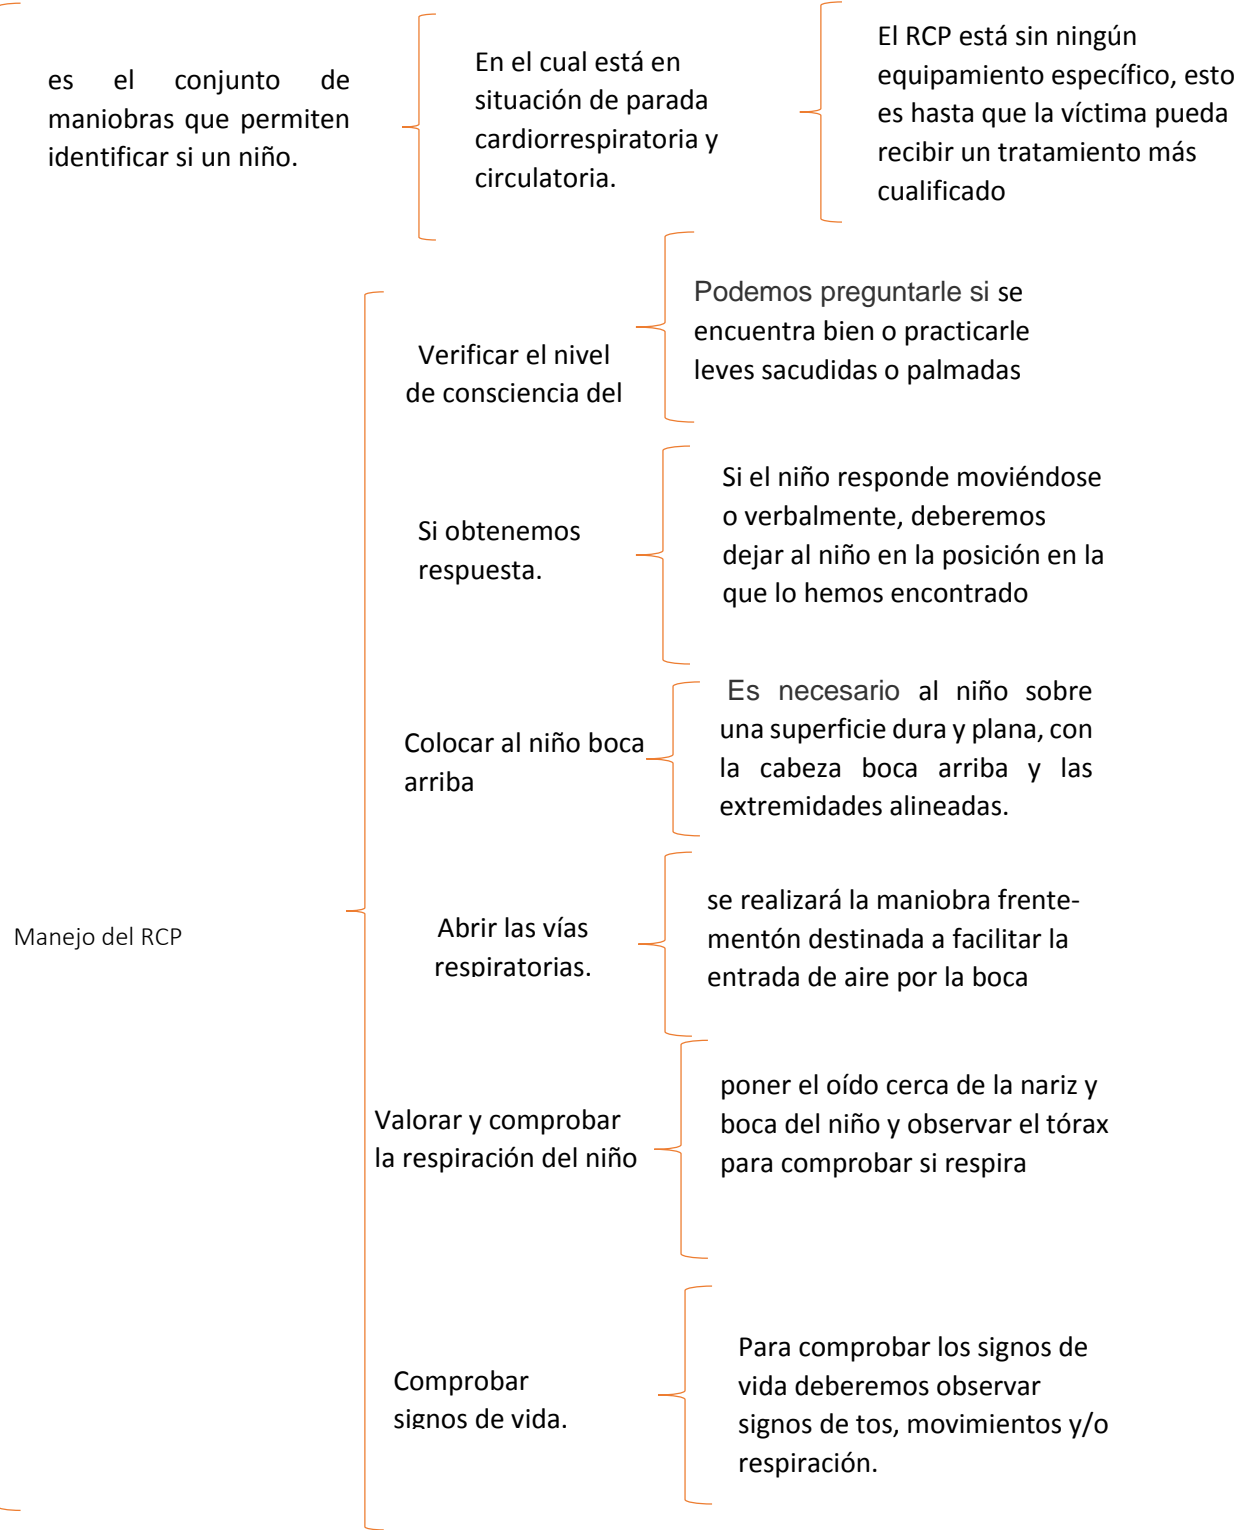 es el conjunto de
maniobras que permiten
identificar si un niño.
En el cual está en
situación de parada
cardiorrespiratoria y
circulatoria.
El RCP está sin ningún
equipamiento específico, esto
es hasta que la víctima pueda
recibir un tratamiento más
cualificado
Manejo del RCP
Verificar el nivel
de consciencia del
Podemos preguntarle si se
encuentra bien o practicarle
leves sacudidas o palmadas
Si obtenemos
respuesta.
Si el niño responde moviéndose
o verbalmente, deberemos
dejar al niño en la posición en la
que lo hemos encontrado
Colocar al niño boca
arriba
Es necesario al niño sobre
una superficie dura y plana, con
la cabeza boca arriba y las
extremidades alineadas.
Abrir las vías
respiratorias.
se realizará la maniobra frente-
mentón destinada a facilitar la
entrada de aire por la boca
Valorar y comprobar
la respiración del niño
poner el oído cerca de la nariz y
boca del niño y observar el tórax
para comprobar si respira
Comprobar
signos de vida.
Para comprobar los signos de
vida deberemos observar
signos de tos, movimientos y/o
respiración.